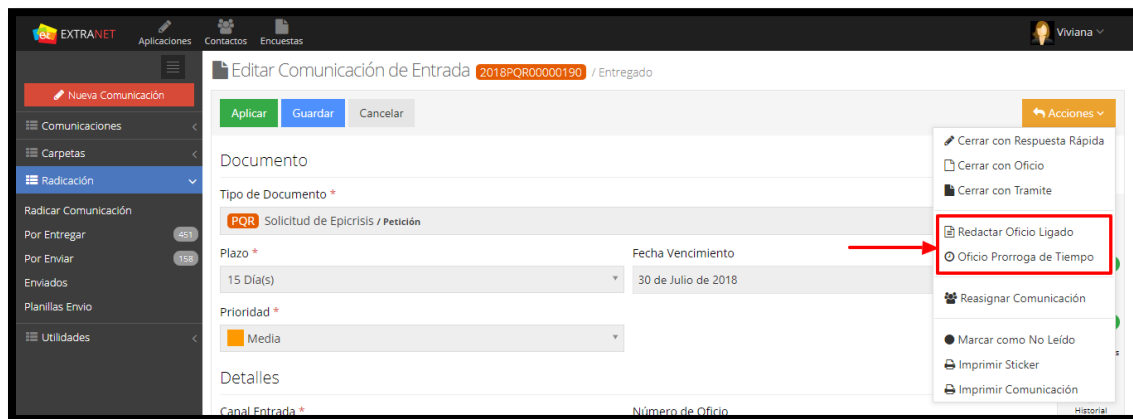 ec EXTRANET
Aplicaciones Contactos Encuestas
Viviana
Nueva Comunicación
Comunicaciones
Carpetas
Radicación
Radicar Comunicación
Por Entregar 451
Por Enviar 158
Enviados
Planillas Envio
Utilidades
Editar Comunicación de Entrada 2018PQR00000190 / Entregado
Aplicar Guardar Cancelar
Acciones
Documento
Tipo de Documento *
PQR Solicitud de Epicrisis / Petición
Plazo * Fecha Vencimiento
15 Día(s) 30 de Julio de 2018
Prioridad *
Media
Detalles
Canal Entrada * Número de Oficio
Cerrar con Respuesta Rápida
Cerrar con Oficio
Cerrar con Tramite
Redactar Oficio Ligado
Oficio Prorroga de Tiempo
Reasignar Comunicación
Marcar como No Leído
Imprimir Sticker
Imprimir Comunicación
Historial